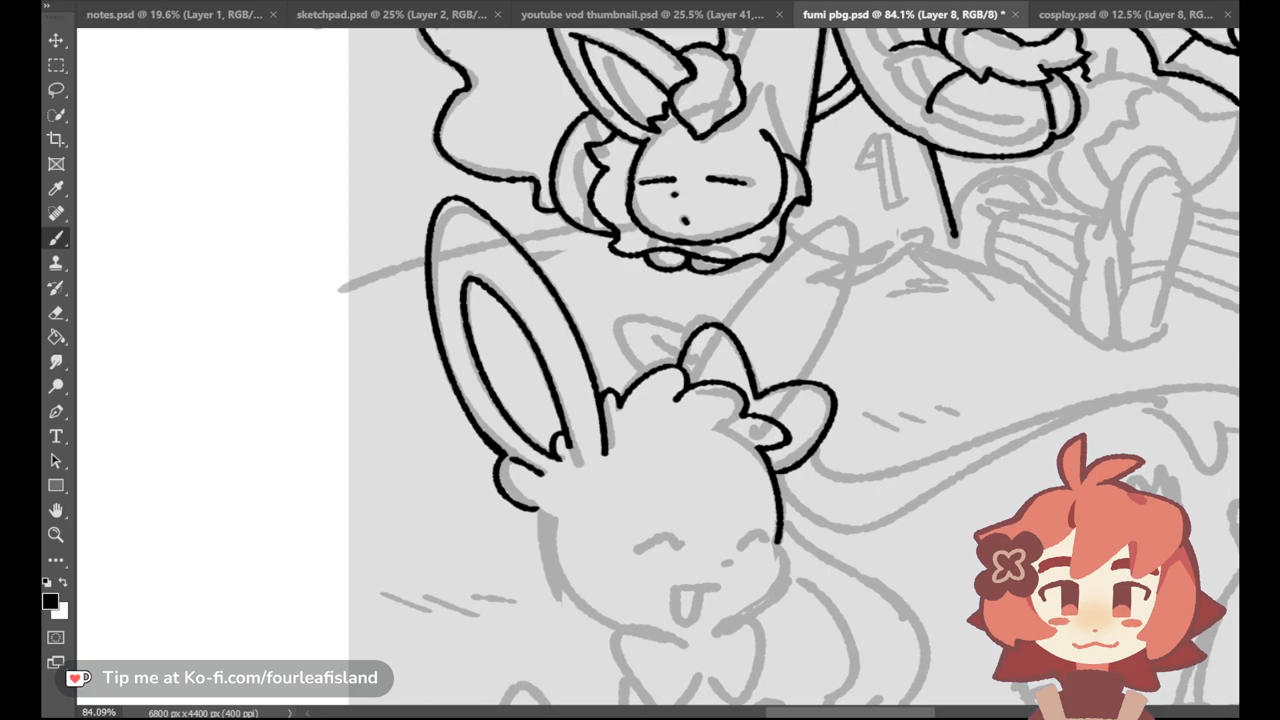 notes.psd @ 19.6% (Layer 1, RGB/...
sketchpad.psd @ 25% (Layer 2, RGB/...
youtube vod thumbnail.psd @ 25.5% (Layer 41,...
fumi pbg.psd @ 84.1% (Layer 8, RGB/8) *
cosplay.psd @ 12.5% (Layer 8, RG...
Tip me at Ko-fi.com/fourleafisland
84.09%
6800 px x 4400 px (400 ppi)